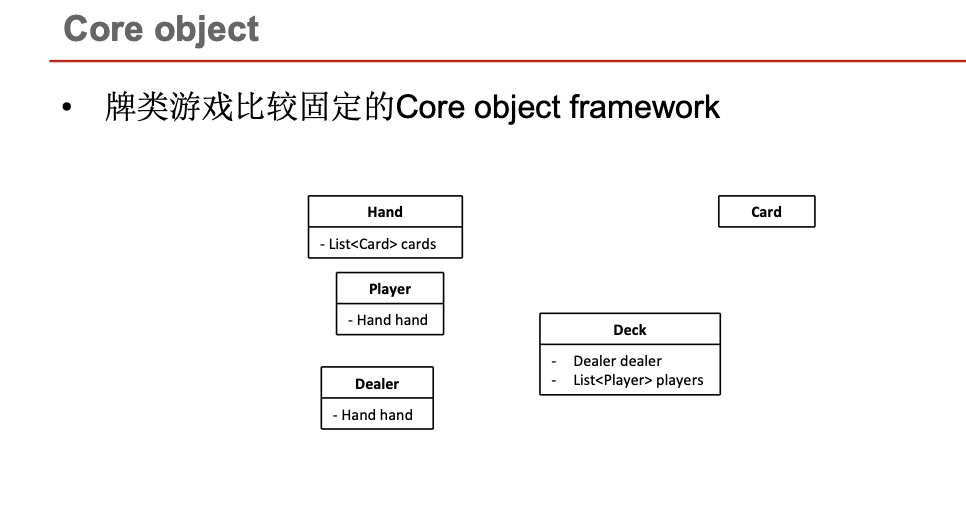 Core object
• 牌类游戏比较固定的Core object framework
Hand
- List<Card> cards
Card
Player
- Hand hand
Deck
- Dealer dealer
- List<Player> players
Dealer
- Hand hand